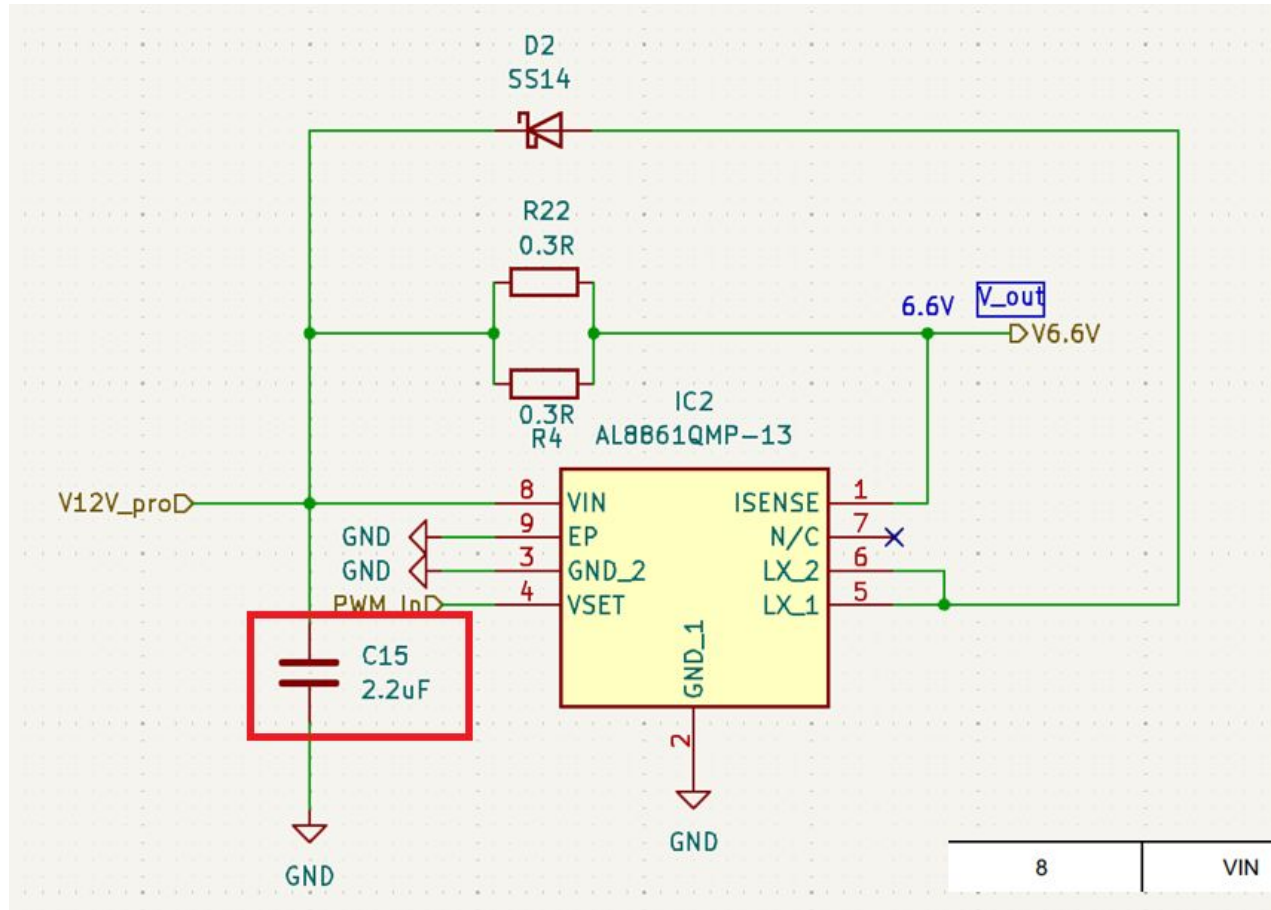 D2
SS14
R22
0.3R
6.6V V_out
V6.6V
0.3R
R4
IC2
AL8861QMP-13
V12V_pro
8 VIN ISENSE 1
GND 9 EP N/C 7
GND 3 GND_2 LX_2 6
PWM_In 4 VSET LX_1 5
GND_1
2
C15
2.2uF
GND
GND
8 VIN